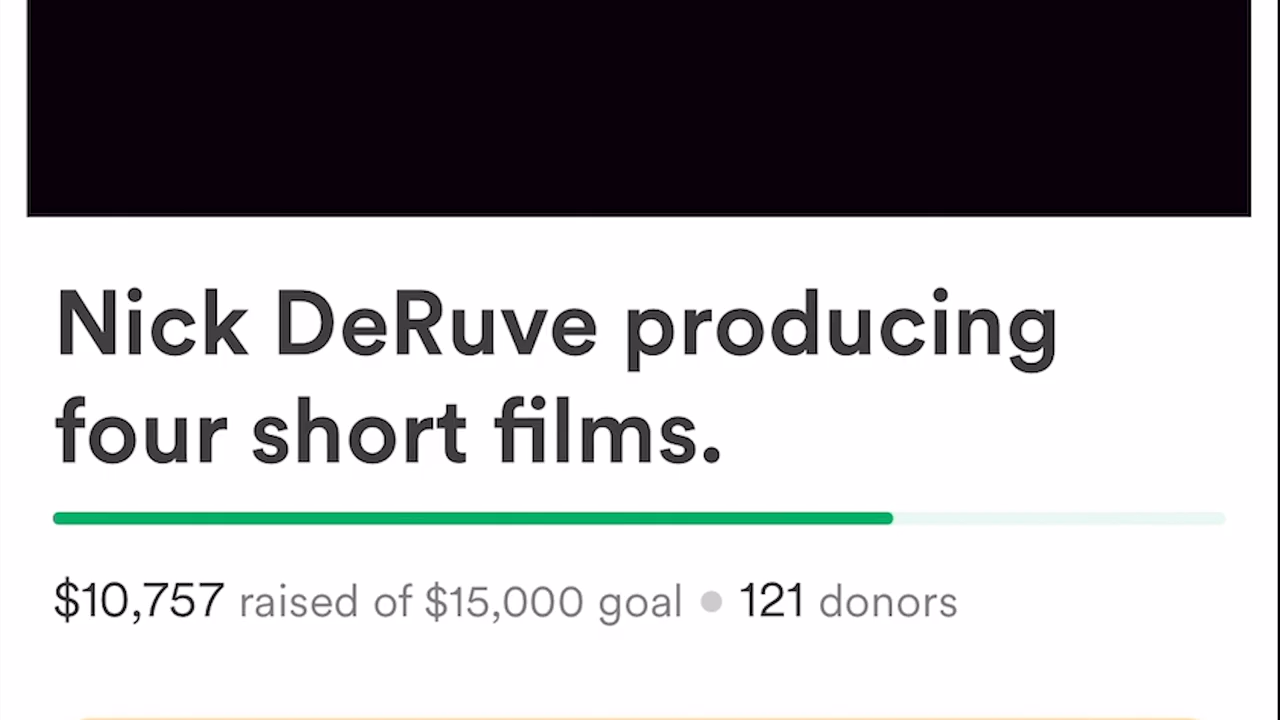 Nick DeRuve producing
four short films.
$10,757 raised of $15,000 goal • 121 donors